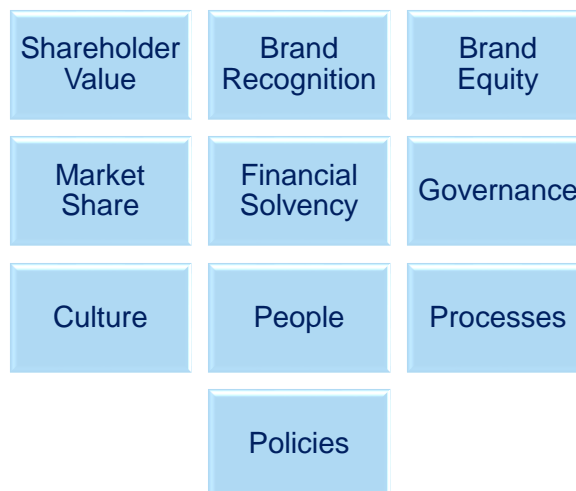 Shareholder
Value
Brand
Recognition
Brand
Equity
Market
Share
Financial
Solvency
Governance
Culture
People
Processes
Policies